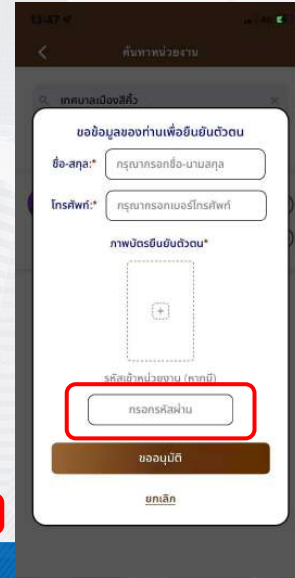 13:47
4G
ค้นหาหน่วยงาน
เทศบาลเมืองสีคิ้ว
ขอข้อมูลของท่านเพื่อยืนยันตัวตน
ชื่อ-สกุล:* กรุณากรอกชื่อ-นามสกุล
โทรศัพท์:* กรุณากรอกเบอร์โทรศัพท์
ภาพบัตรยืนยันตัวตน*
รหัสเข้าหน่วยงาน (หากมี)
กรอกรหัสผ่าน
ขออนุมัติ
ยกเลิก